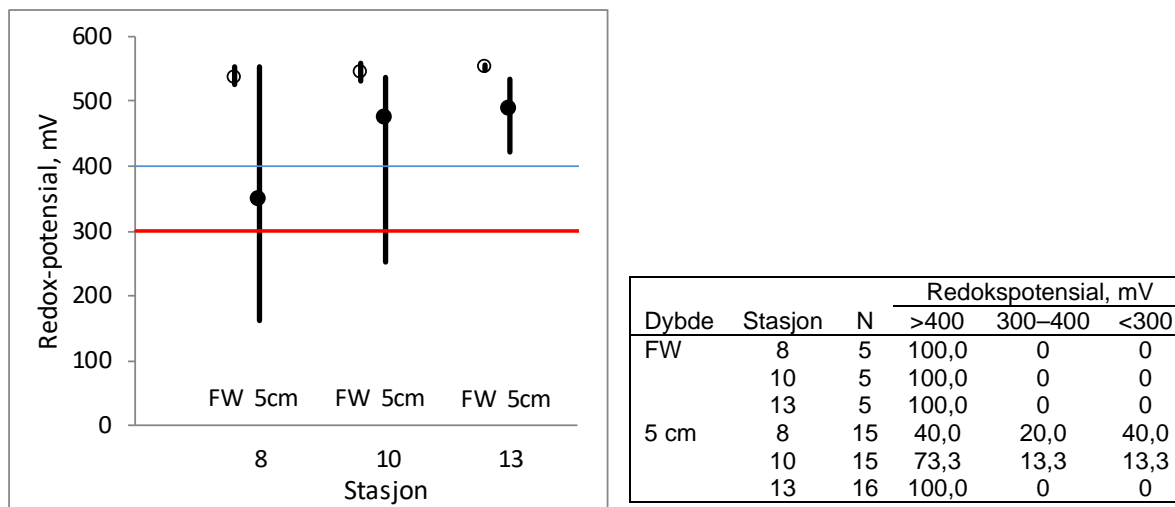 600
500
400
300
200
100
0
Redox-potensial, mV
FW 5cm FW 5cm FW 5cm
8 10 13
Stasjon
Redokspotensial, mV
Dybde Stasjon N >400 300–400 <300
FW 8 5 100,0 0 0
10 5 100,0 0 0
13 5 100,0 0 0
5 cm 8 15 40,0 20,0 40,0
10 15 73,3 13,3 13,3
13 16 100,0 0 0